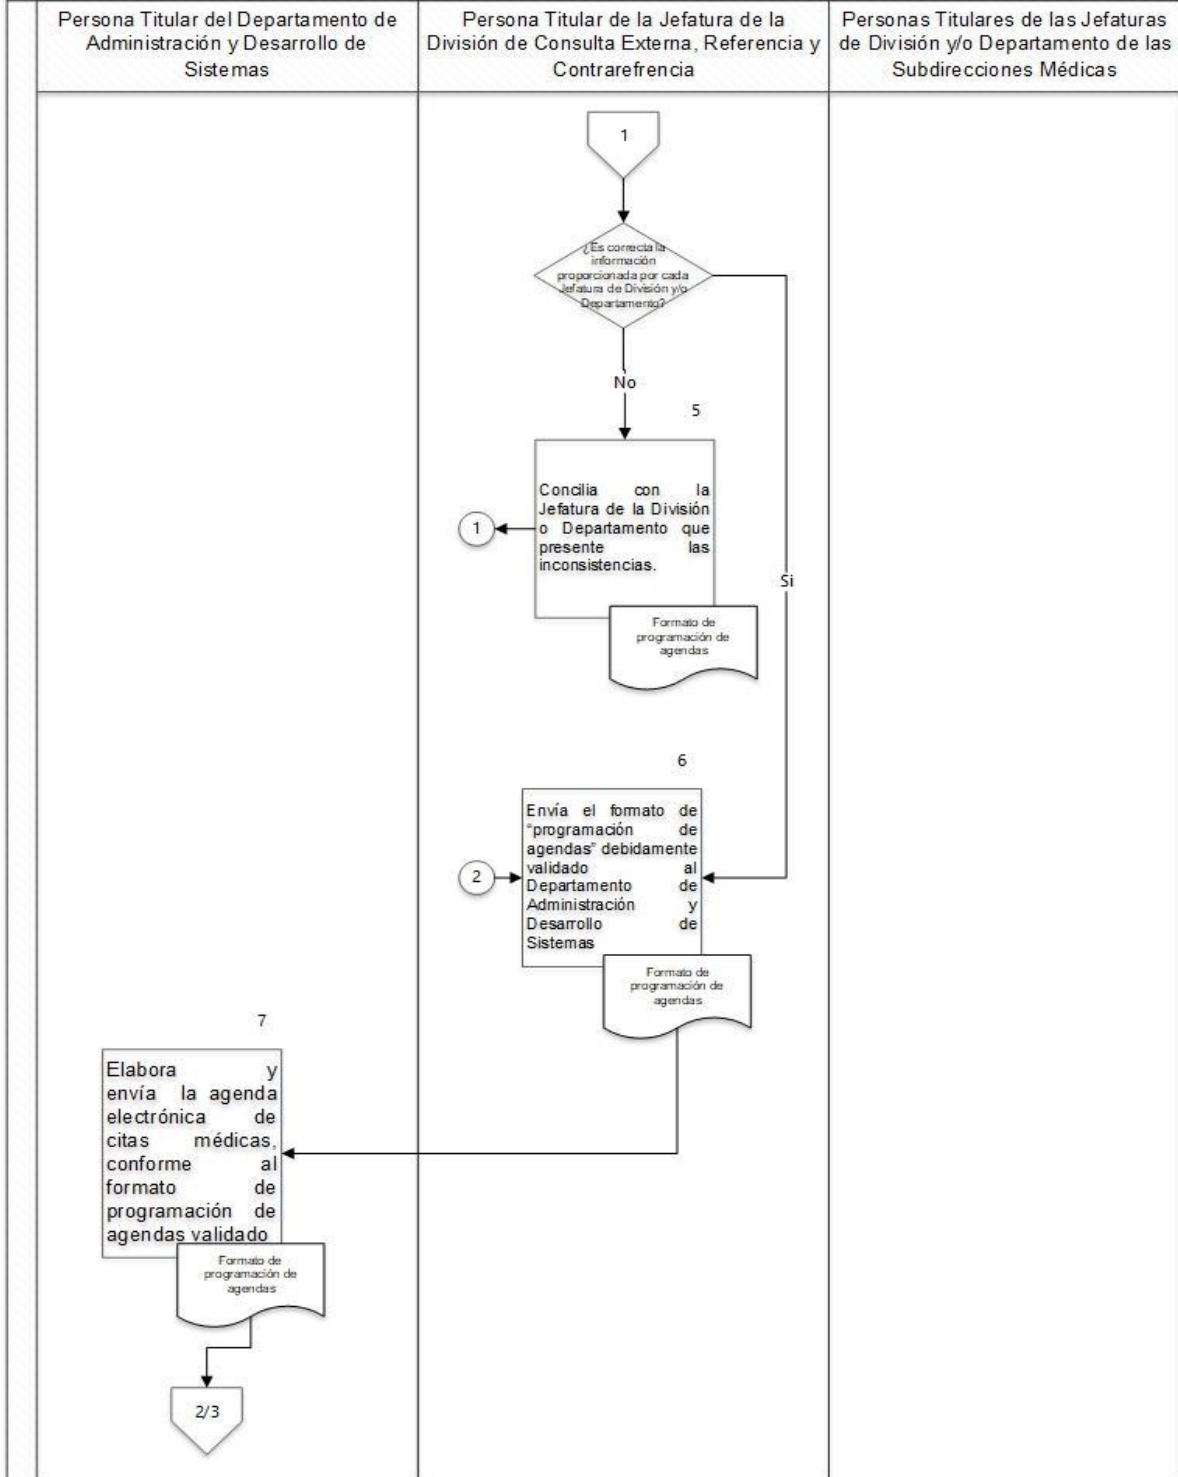 Persona Titular del Departamento de
Administración y Desarrollo de
Sistemas
Persona Titular de la Jefatura de la
División de Consulta Externa, Referencia y
Contrarefrencia
Personas Titulares de las Jefaturas
de División y/o Departamento de las
Subdirecciones Médicas
1
¿Es correcta la
información
proporcionada por cada
Jefatura de División y/o
Departamento?
No
5
Concilia con la
Jefatura de la División
o Departamento que
presente las
inconsistencias.
1
Si
Formato de
programación de
agendas
6
Envía el formato de
“programación de
agendas” debidamente
validado al
Departamento de
Administración y
Desarrollo de
Sistemas
2
Formato de
programación de
agendas
7
Elabora y
envía la agenda
electrónica de
citas médicas,
conforme al
formato de
programación de
agendas validado
Formato de
programación de
agendas
2/3